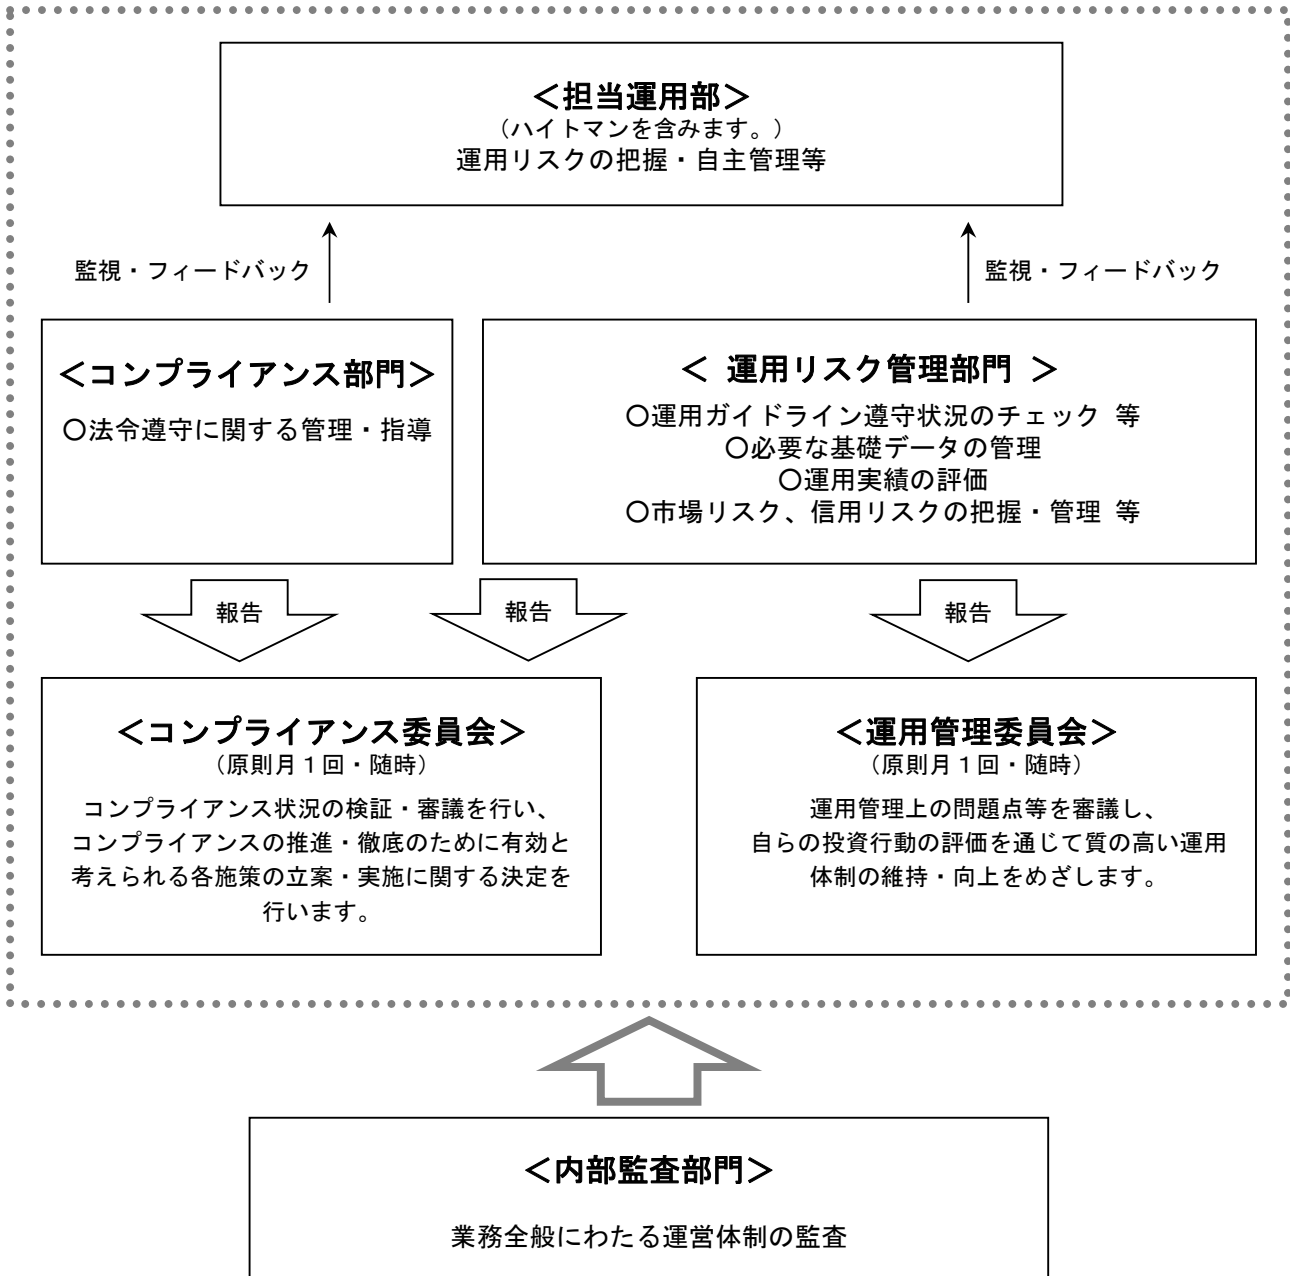 ＜担当運用部＞
（ハイトマンを含みます。）
運用リスクの把握・自主管理等
監視・フィードバック
監視・フィードバック
＜コンプライアンス部門＞
○法令遵守に関する管理・指導
＜ 運用リスク管理部門 ＞
○運用ガイドライン遵守状況のチェック 等
○必要な基礎データの管理
○運用実績の評価
○市場リスク、信用リスクの把握・管理 等
報告
報告
報告
＜コンプライアンス委員会＞
（原則月１回・随時）
コンプライアンス状況の検証・審議を行い、
コンプライアンスの推進・徹底のために有効と
考えられる各施策の立案・実施に関する決定を
行います。
＜運用管理委員会＞
（原則月１回・随時）
運用管理上の問題点等を審議し、
自らの投資行動の評価を通じて質の高い運用
体制の維持・向上をめざします。
＜内部監査部門＞
業務全般にわたる運営体制の監査